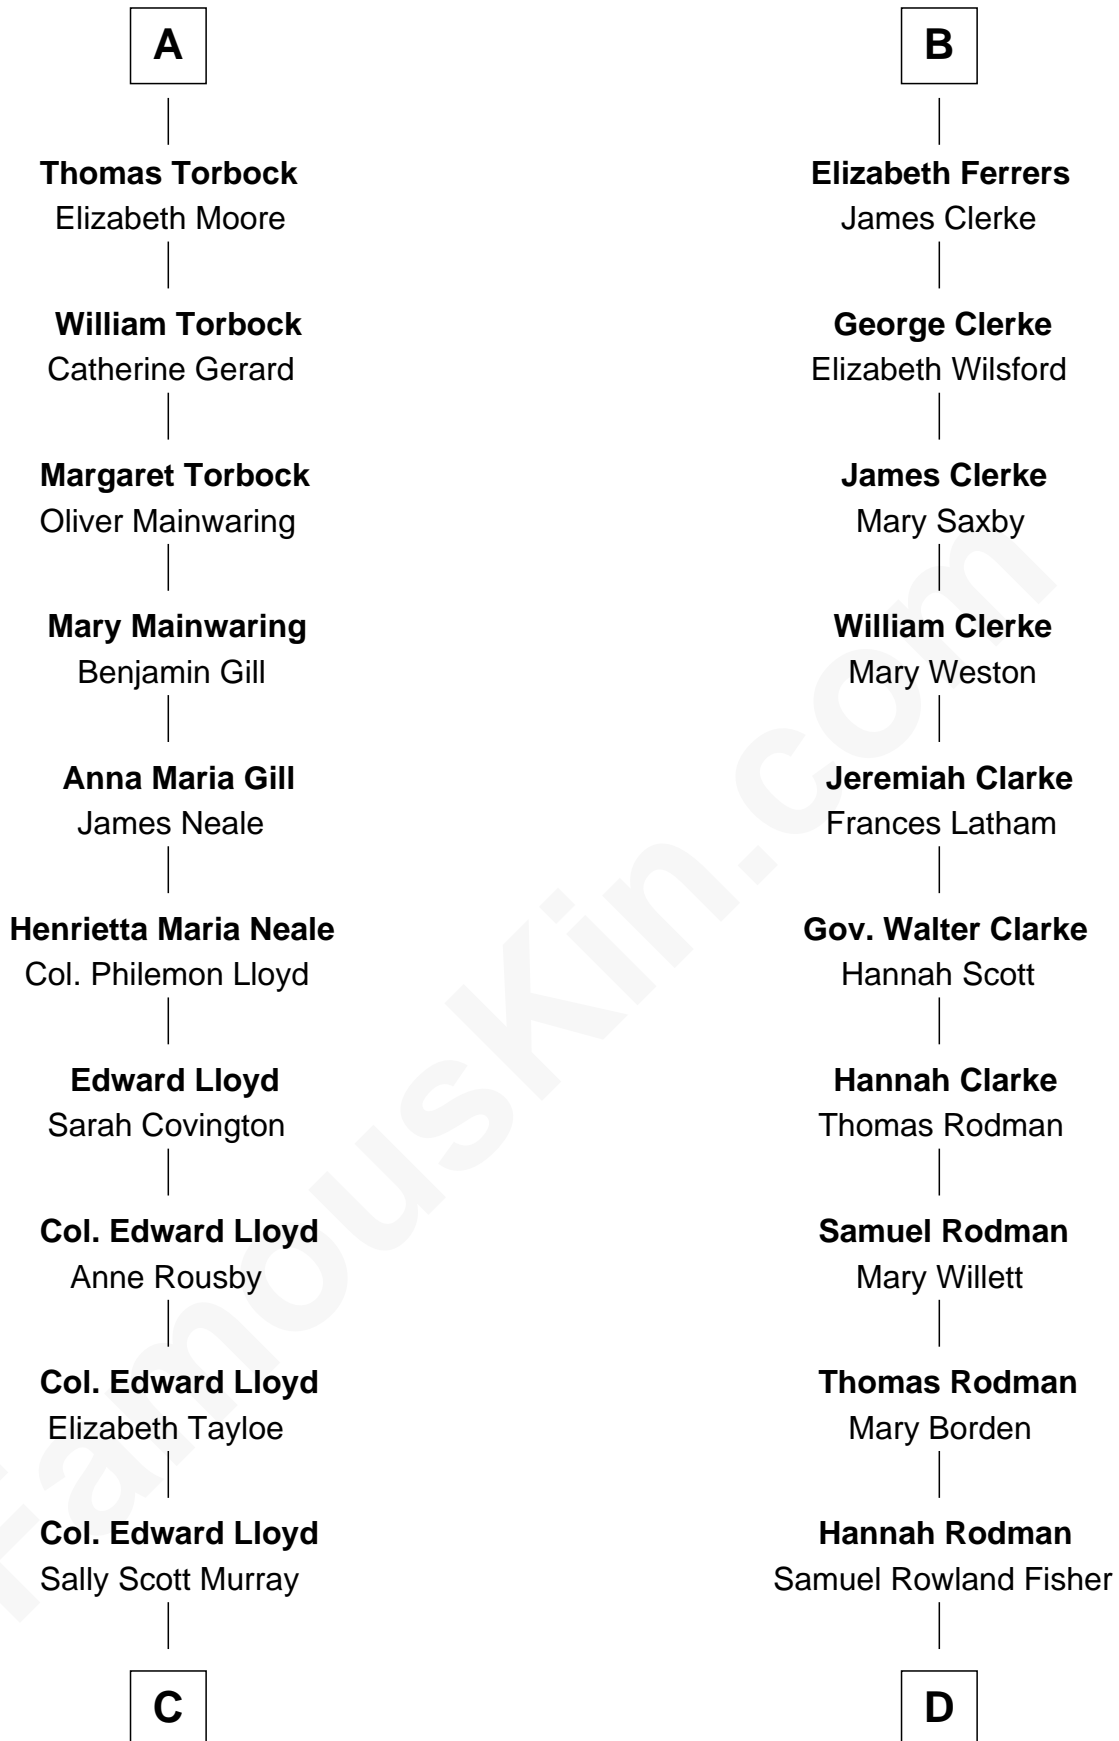 A
Thomas Torbock
Elizabeth Moore
William Torbock
Catherine Gerard
Margaret Torbock
Oliver Mainwaring
Mary Mainwaring
Benjamin Gill
Anna Maria Gill
James Neale
Henrietta Maria Neale
Col. Philemon Lloyd
Edward Lloyd
Sarah Covington
Col. Edward Lloyd
Anne Rousby
Col. Edward Lloyd
Elizabeth Tayloe
Col. Edward Lloyd
Sally Scott Murray
C
B
Elizabeth Ferrers
James Clerke
George Clerke
Elizabeth Wilsford
James Clerke
Mary Saxby
William Clerke
Mary Weston
Jeremiah Clarke
Frances Latham
Gov. Walter Clarke
Hannah Scott
Hannah Clarke
Thomas Rodman
Samuel Rodman
Mary Willett
Thomas Rodman
Mary Borden
Hannah Rodman
Samuel Rowland Fisher
D
FamousKin.com